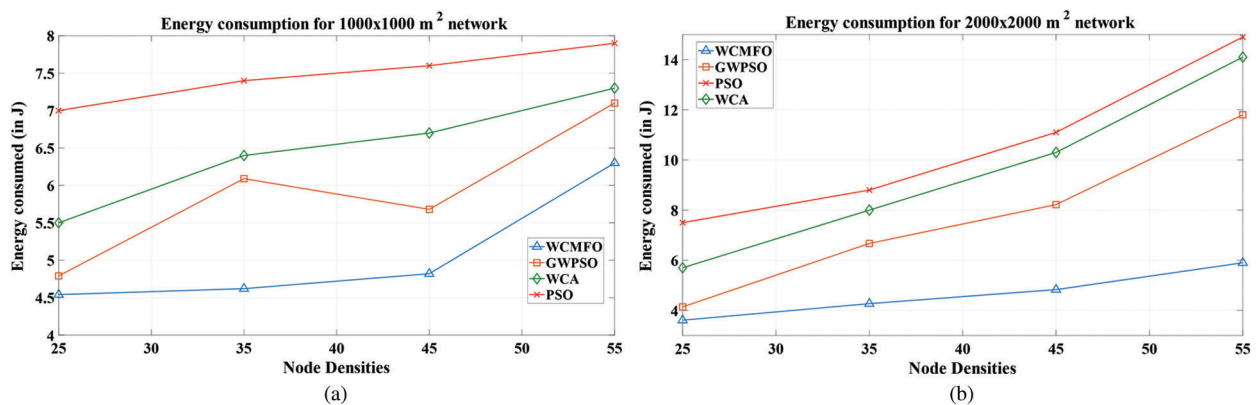 Energy consumption for 1000x1000 m² network
8
7.5
7
6.5
6
5.5
5
4.5
4
Energy consumed (in J)
WCMFO
GWPSO
WCA
PSO
25 30 35 40 45 50 55
Node Densities
(a)
Energy consumption for 2000x2000 m² network
WCMFO
GWPSO
PSO
WCA
14
12
10
8
6
4
Energy consumed (in J)
25 30 35 40 45 50 55
Node Densities
(b)